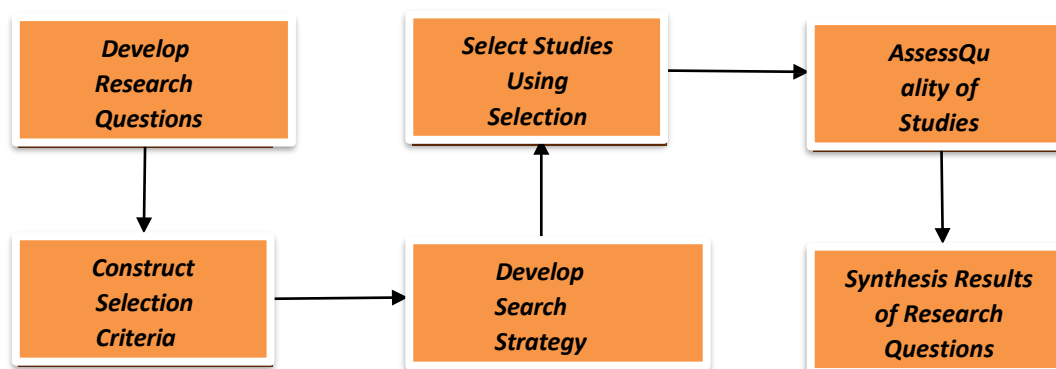 Develop
Research
Questions
Construct
Selection
Criteria
Develop
Search
Strategy
Select Studies
Using
Selection
AssessQu
ality of
Studies
Synthesis Results
of Research
Questions